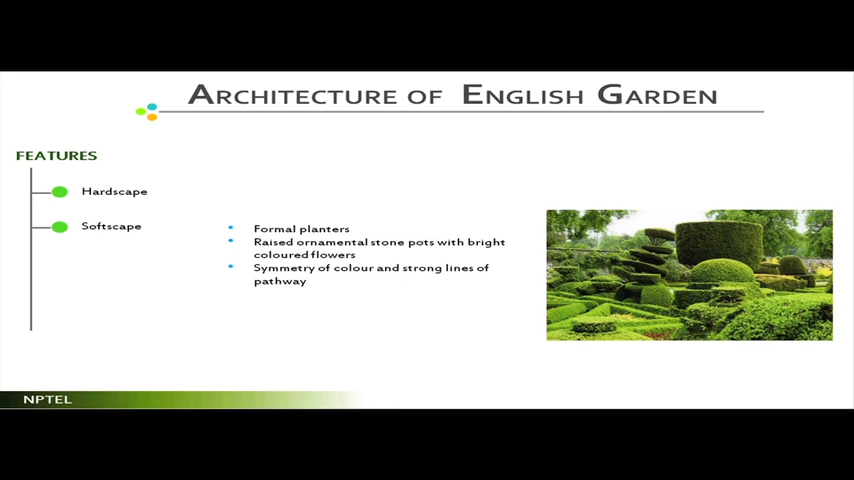 ARCHITECTURE OF ENGLISH GARDEN
FEATURES
Hardscape
Softscape
Formal planters
Raised ornamental stone pots with bright
coloured flowers
Symmetry of colour and strong lines of
pathway
NPTEL